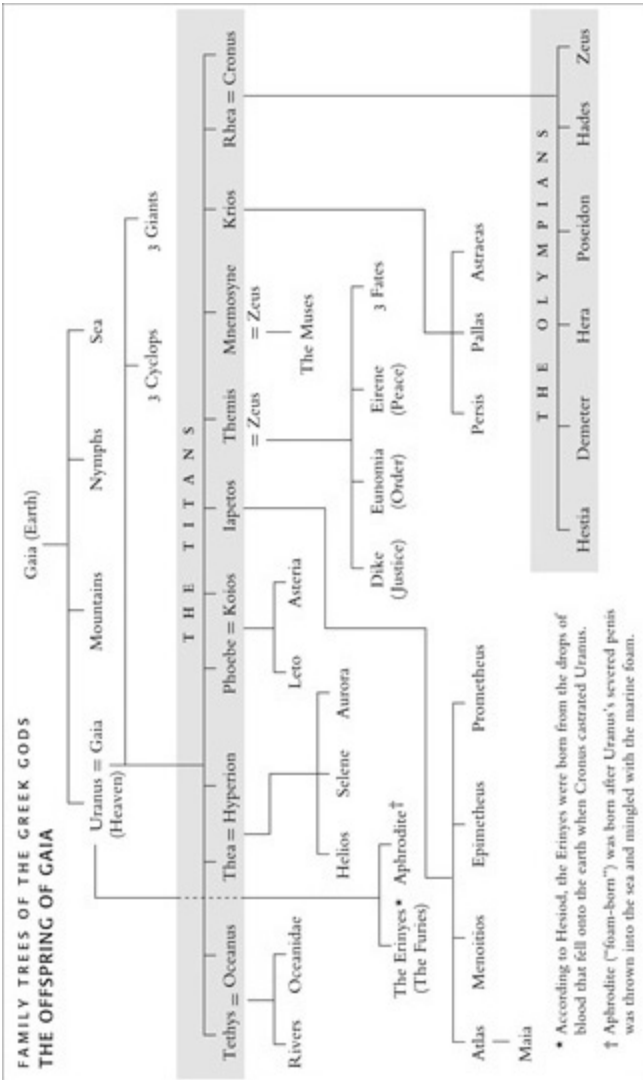 FAMILY TREES OF THE GREEK GODS
THE OFFSPRING OF GAIA
Gaia (Earth)
Uranus = Gaia
(Heaven)
Mountains
Nymphs
Sea
3 Cyclops
3 Giants
THE TITANS
Tethys = Oceanus
Thea = Hyperion
Phoebe = Koios
Iapetos
Themis
= Zeus
Mnemosyne
= Zeus
Krios
Rhea = Cronus
Rivers
Oceanidae
Helios
Selene
Aurora
Leto
Asteria
The Muses
The Erinyes*
(The Furies)
Aphrodite†
Dike
(Justice)
Eunomia
(Order)
Eirene
(Peace)
3 Fates
Atlas
Menoitios
Epimetheus
Prometheus
Persis
Pallas
Astraeas
Maia
THE OLYMPIANS
Hestia
Demeter
Hera
Poseidon
Hades
Zeus
* According to Hesiod, the Erinyes were born from the drops of
blood that fell onto the earth when Cronus castrated Uranus.
† Aphrodite ("foam-born") was born after Uranus's severed penis
was thrown into the sea and mingled with the marine foam.